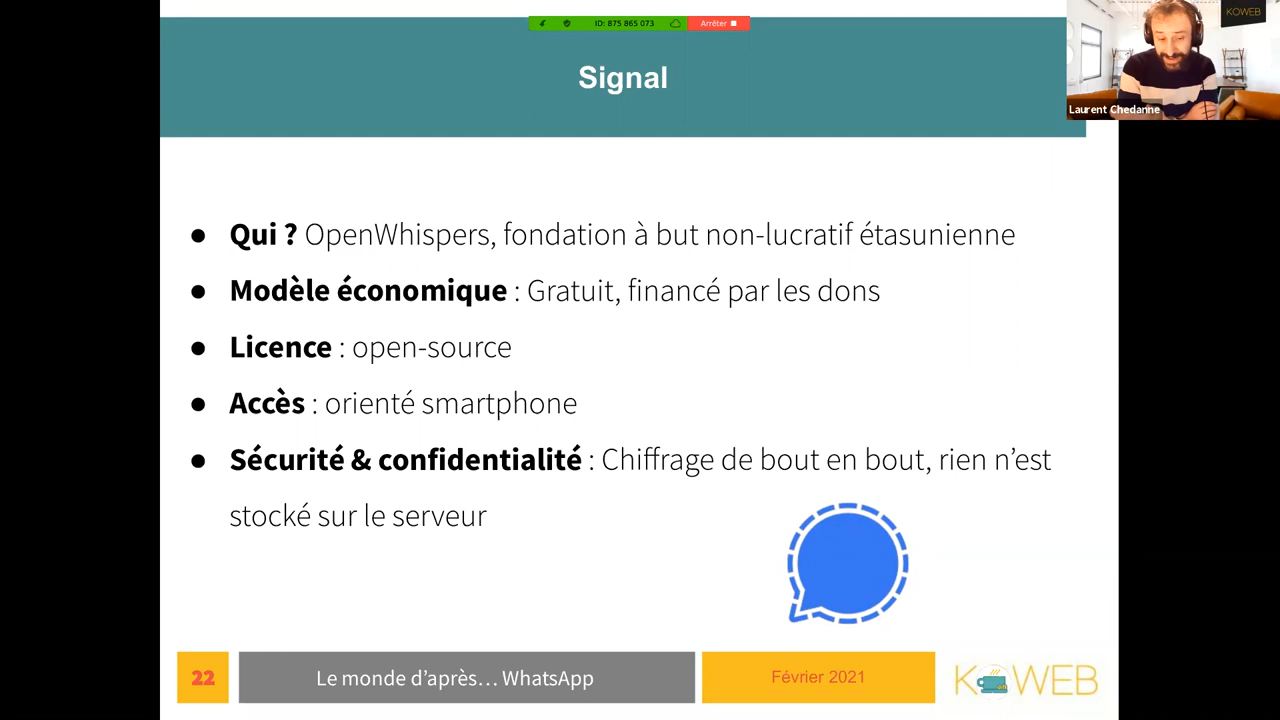 ID: 875 865 073
Arrêter
KOWEB
Laurent Chedanne
Signal
● Qui ? OpenWhispers, fondation à but non-lucratif étasunienne
● Modèle économique : Gratuit, financé par les dons
● Licence : open-source
● Accès : orienté smartphone
● Sécurité & confidentialité : Chiffrage de bout en bout, rien n’est
stocké sur le serveur
22
Le monde d’après… WhatsApp
Février 2021
KOWEB